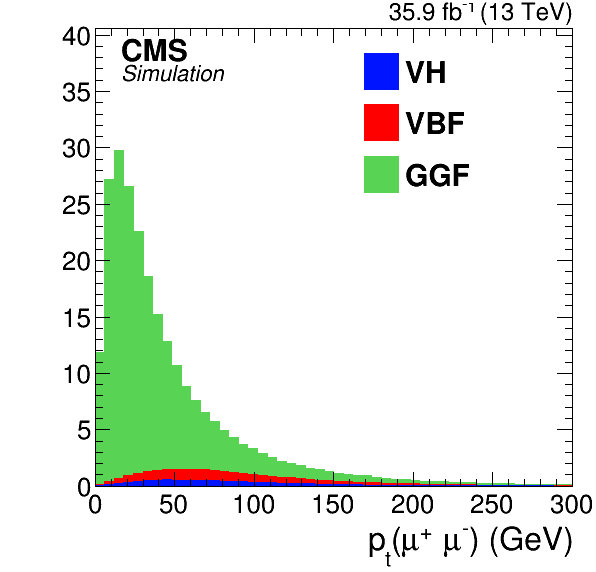 35.9 fb⁻¹ (13 TeV)
CMS
Simulation
VH
VBF
GGF
40
35
30
25
20
15
10
5
0
0 50 100 150 200 250 300
pₜ(μ⁺ μ⁻) (GeV)